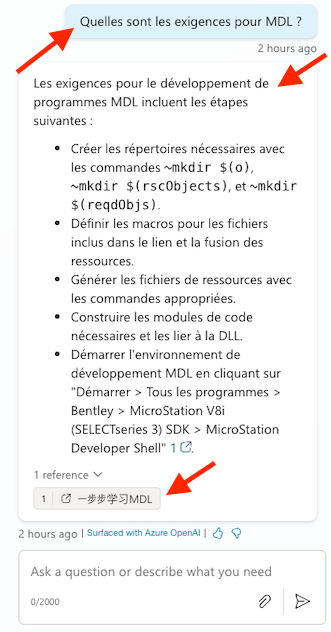 Quelles sont les exigences pour MDL ?
2 hours ago
Les exigences pour le développement de
programmes MDL incluent les étapes
suivantes :
• Créer les répertoires nécessaires avec
les commandes ~mkdir $(o),
~mkdir $(rscObjects), et ~mkdir
$(reqdObjs).
• Définir les macros pour les fichiers
inclus dans le lien et la fusion des
ressources.
• Générer les fichiers de ressources avec
les commandes appropriées.
• Construire les modules de code
nécessaires et les lier à la DLL.
• Démarrer l'environnement de
développement MDL en cliquant sur
"Démarrer > Tous les programmes >
Bentley > MicroStation V8i
(SELECTseries 3) SDK > MicroStation
Developer Shell" 1.
1 reference
1 一步步学习MDL
2 hours ago | Surfaced with Azure OpenAI |
Ask a question or describe what you need
0/2000